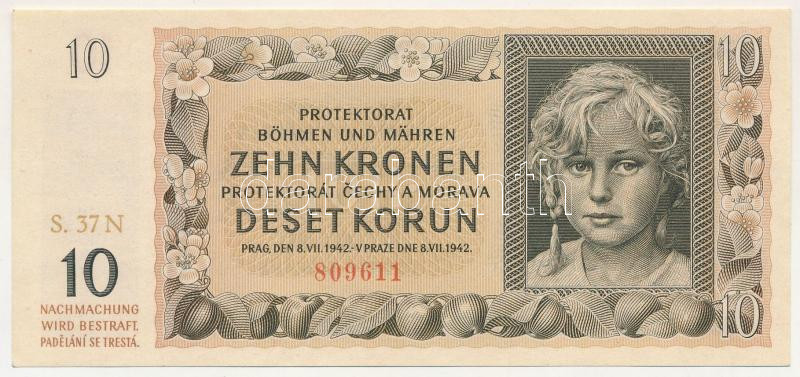 10
10
PROTEKTORAT
BÖHMEN UND MÄHREN
ZEHN KRONEN
PROTEKTORÁT ČECHY A MORAVA
DESET KORUN
PRAG, DEN 8.VII.1942.-V PRAZE DNE 8.VII.1942.
809611
S. 37 N
10
NACHMACHUNG
WIRD BESTRAFT.
PADĚLÁNÍ SE TRESTÁ.
10
darabanth